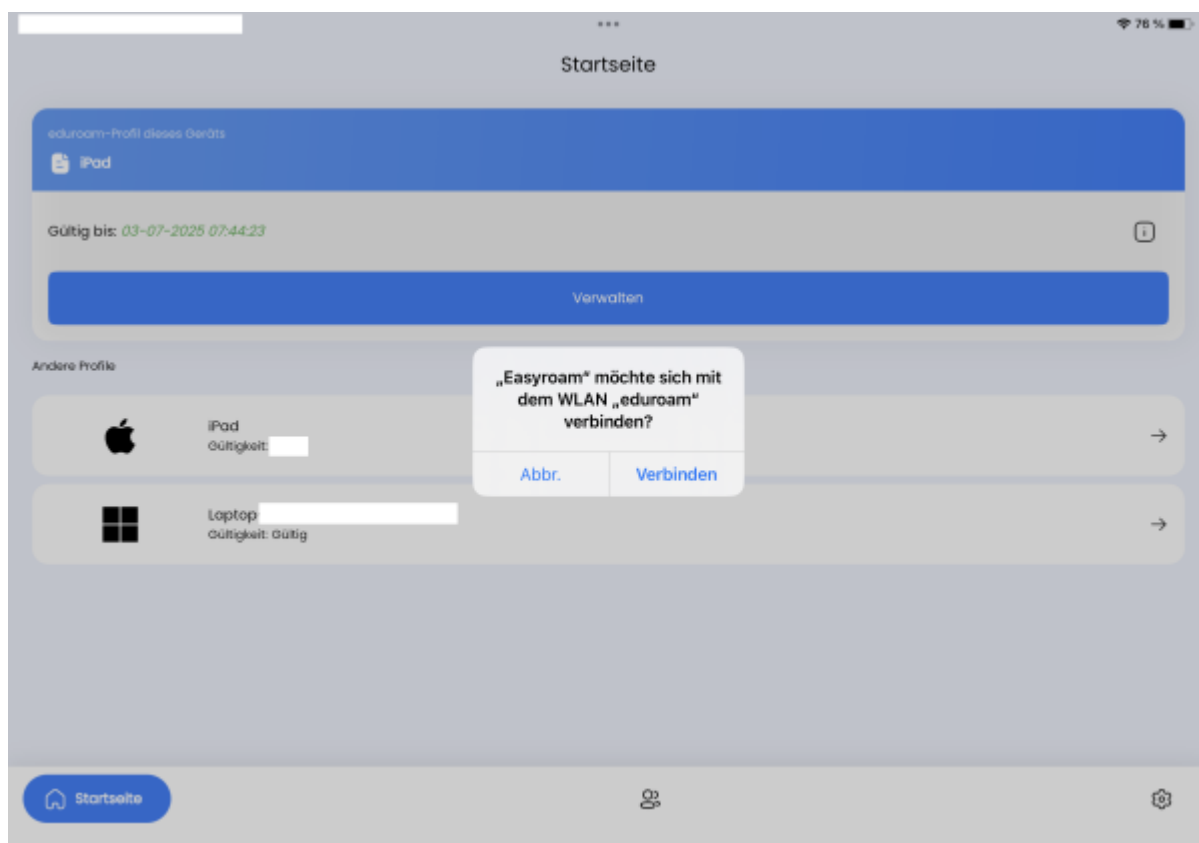 76 %
Startseite
eduroam-Profil dieses Geräts
iPad
Gültig bis: 03-07-2025 07:44:23
Verwalten
Andere Profile
„Easyroam“ möchte sich mit
dem WLAN „eduroam“
verbinden?
Abbr.
Verbinden
iPad
Gültigkeit:
Laptop
Gültigkeit: Gültig
Startseite